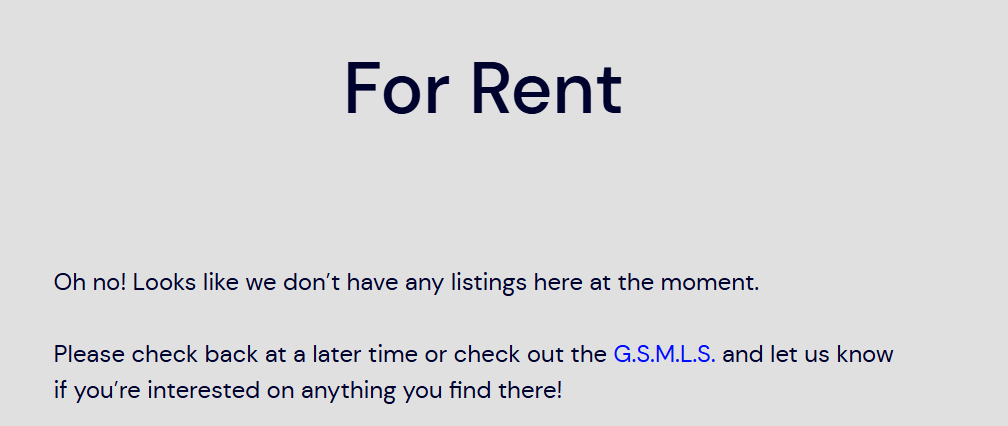 For Rent
Oh no! Looks like we don’t have any listings here at the moment.
Please check back at a later time or check out the G.S.M.L.S. and let us know
if you’re interested on anything you find there!